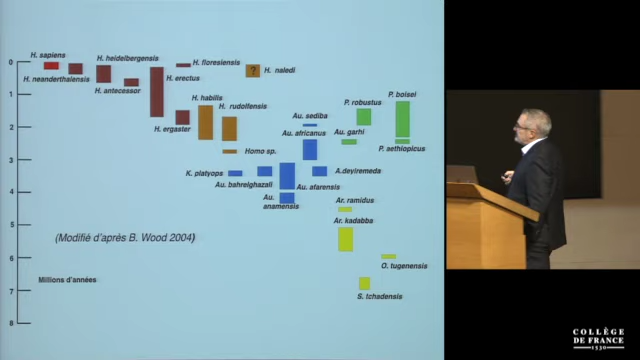 H. sapiens
H. neanderthalensis
H. heidelbergensis
H. antecessor
H. floresiensis
H. erectus
H. ergaster
? H. naledi
H. habilis
H. rudolfensis
Homo sp.
Au. sediba
Au. africanus
P. robustus
P. boisei
Au. garhi
P. aethiopicus
K. platyops
Au. bahrelghazali
Au. afarensis
A.deyiremeda
Au.
anamensis
Ar. ramidus
Ar. kadabba
O. tugenensis
S. tchadensis
0
1
2
3
4
5
6
7
8
(Modifié d'après B. Wood 2004)
Millions d'années
COLLÈGE
DE FRANCE
1530